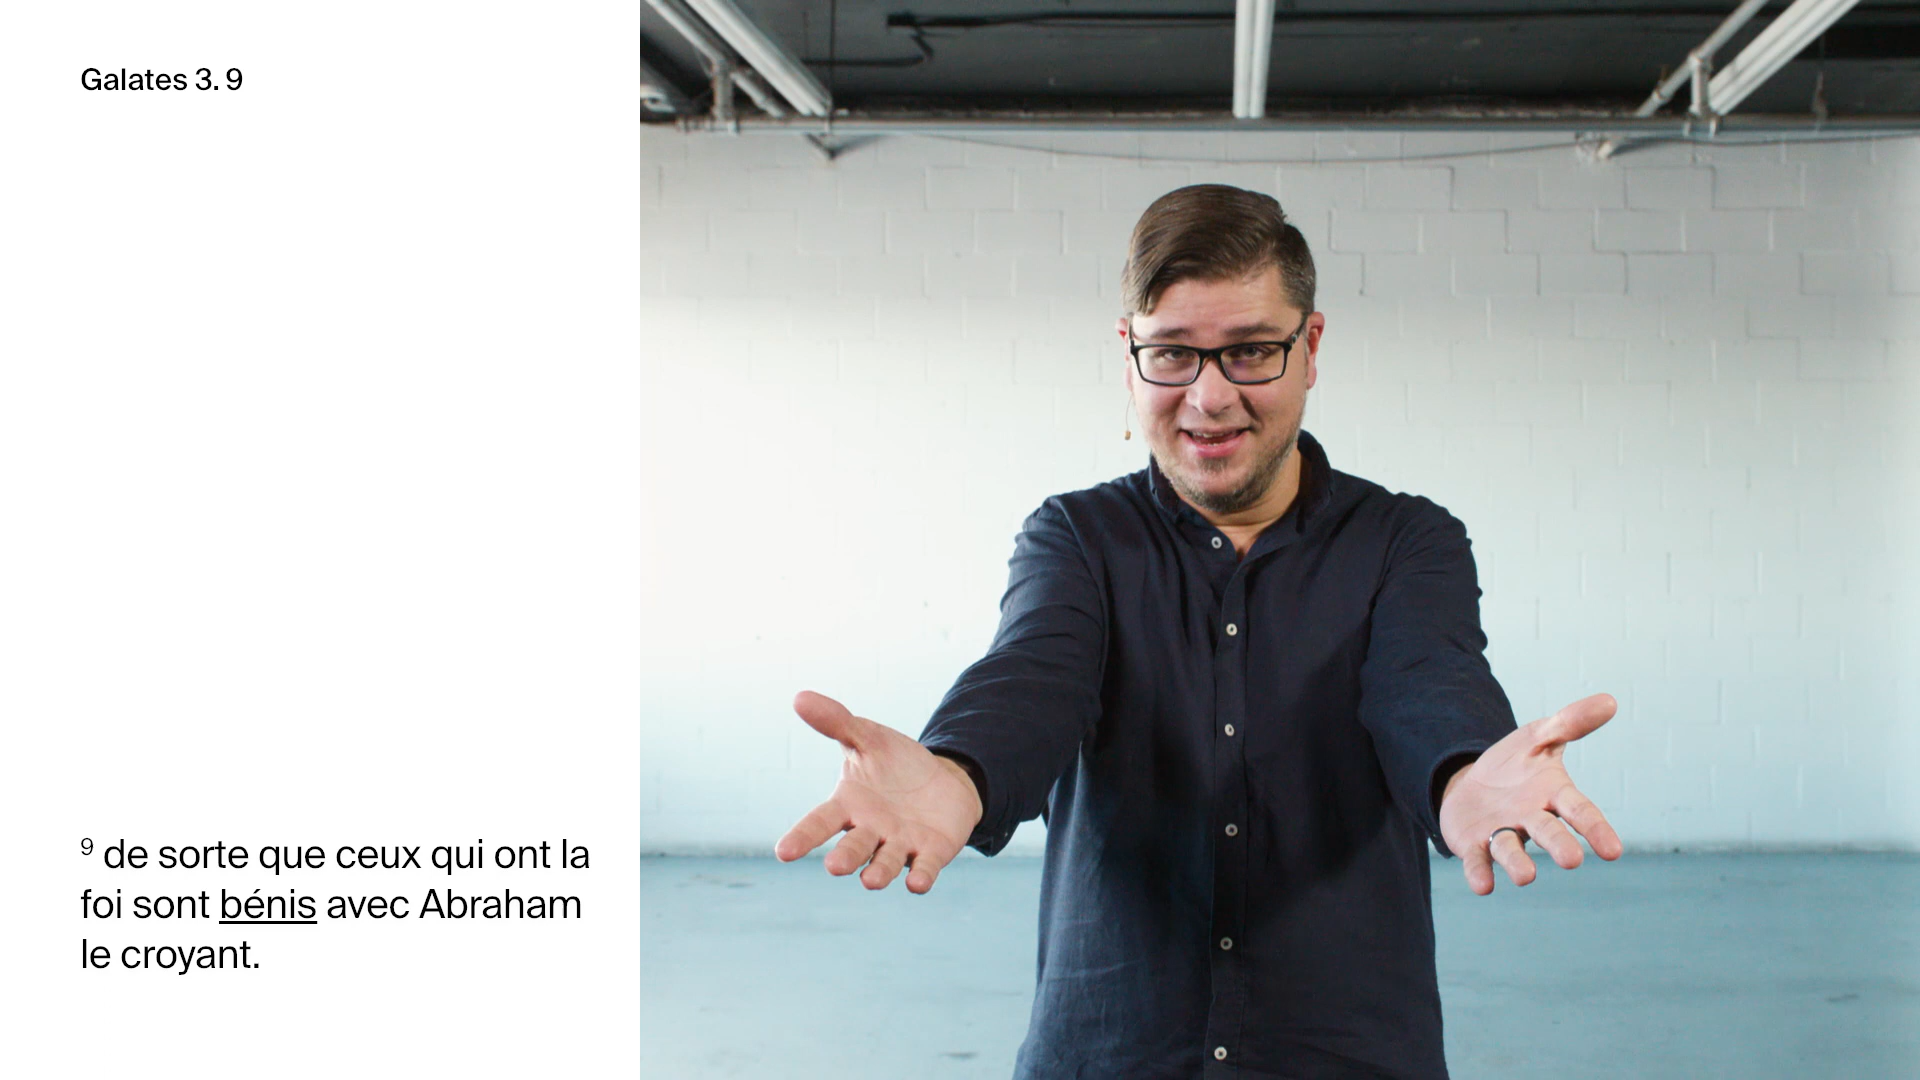 Galates 3. 9
9 de sorte que ceux qui ont la
foi sont bénis avec Abraham
le croyant.